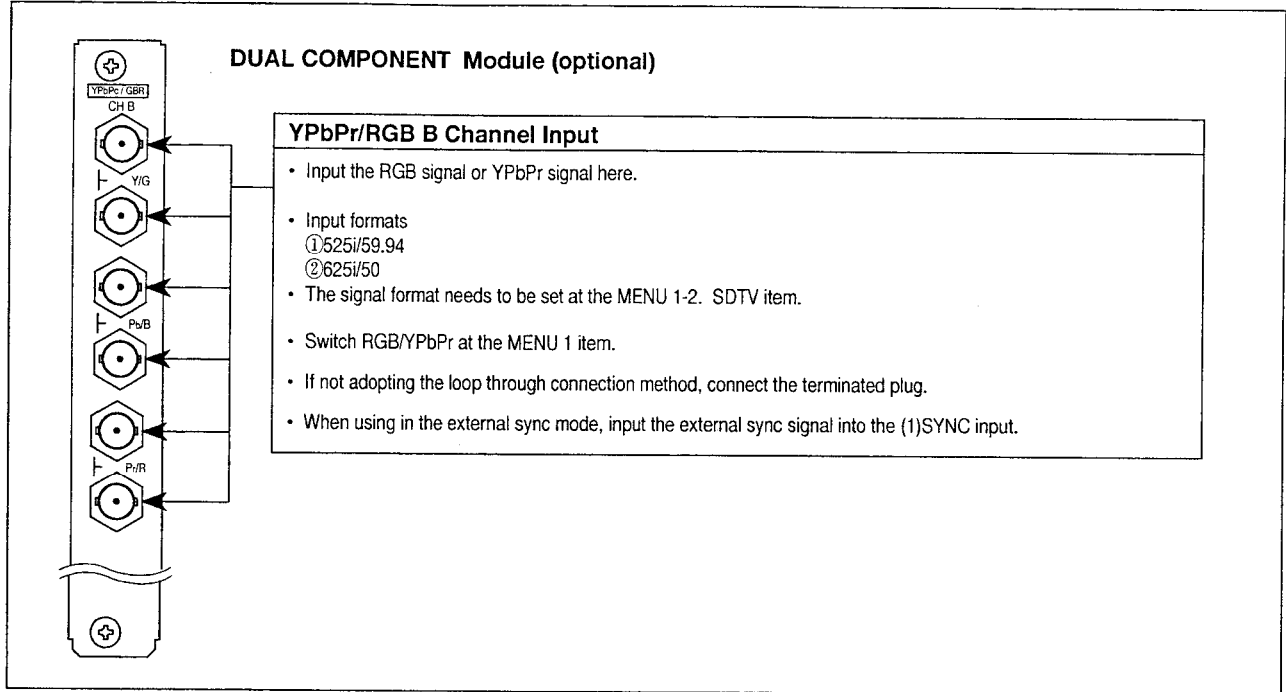 DUAL COMPONENT Module (optional)
YPbPc/GBR
CH B
Y/G
Pb/B
Pr/R
YPbPr/RGB B Channel Input
• Input the RGB signal or YPbPr signal here.
• Input formats
①525i/59.94
②625i/50
• The signal format needs to be set at the MENU 1-2. SDTV item.
• Switch RGB/YPbPr at the MENU 1 item.
• If not adopting the loop through connection method, connect the terminated plug.
• When using in the external sync mode, input the external sync signal into the (1)SYNC input.